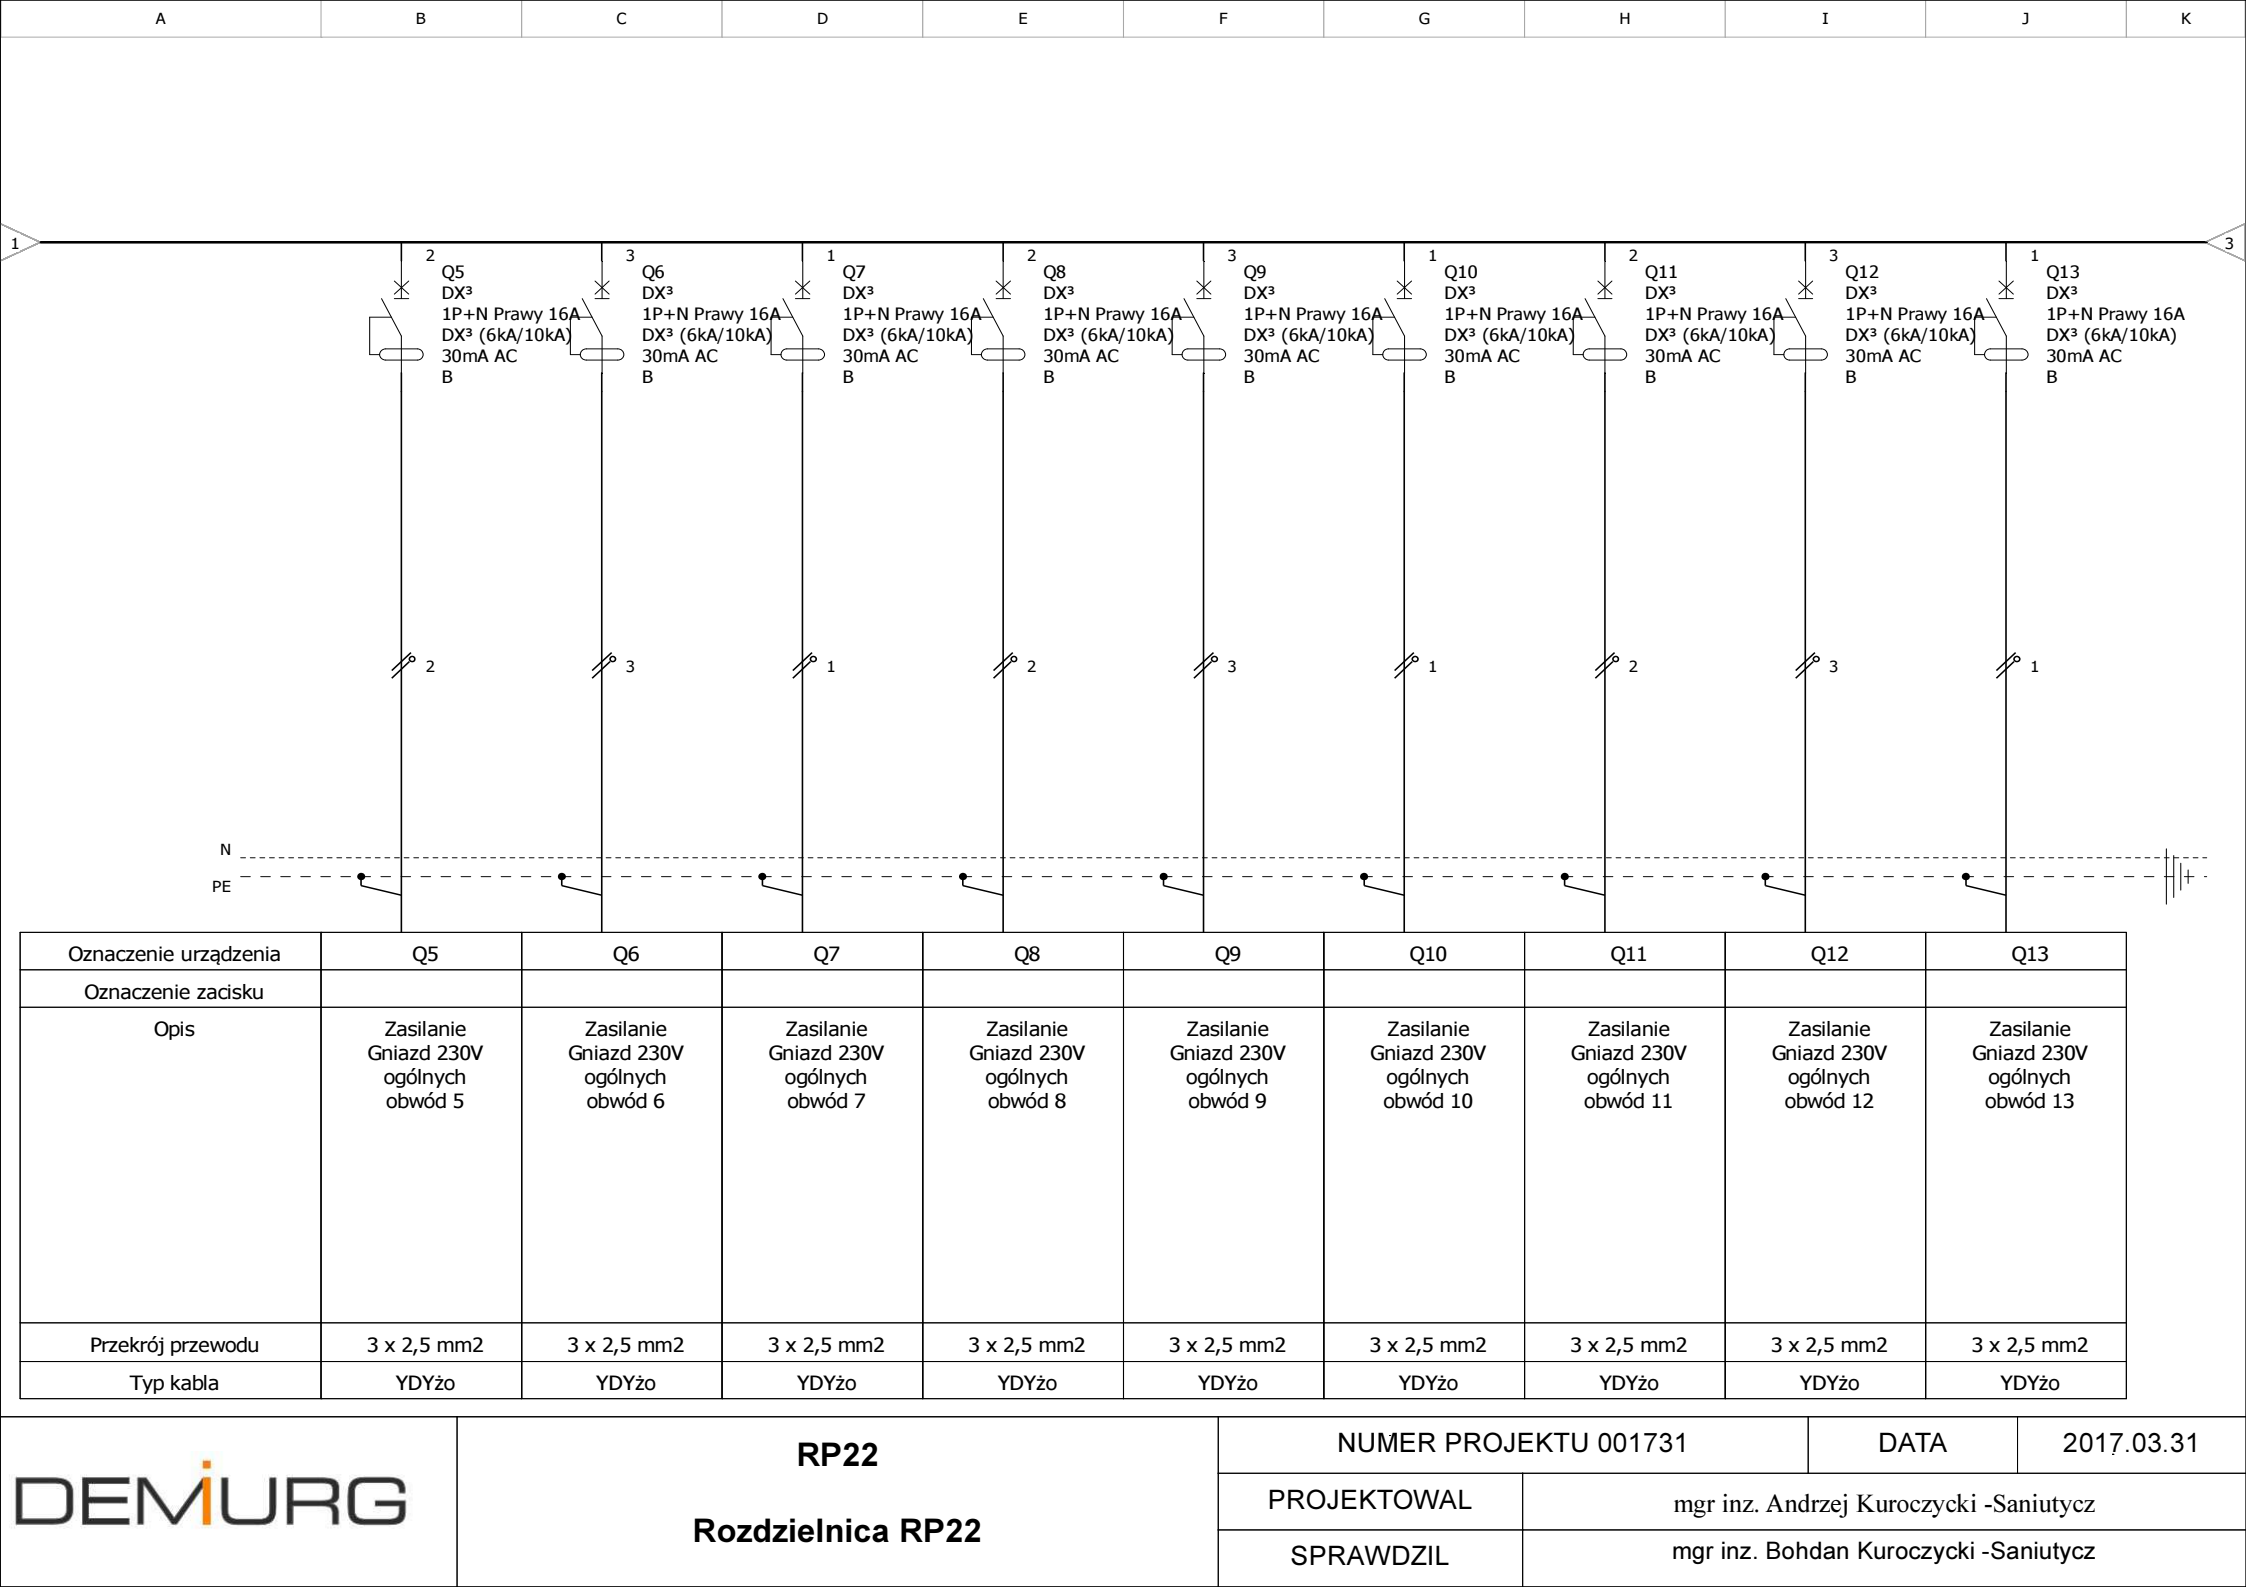 A B C D E F G H I J K
1
3
2
Q5
DX³
1P+N Prawy 16A
DX³ (6kA/10kA)
30mA AC
B
3
Q6
DX³
1P+N Prawy 16A
DX³ (6kA/10kA)
30mA AC
B
1
Q7
DX³
1P+N Prawy 16A
DX³ (6kA/10kA)
30mA AC
B
2
Q8
DX³
1P+N Prawy 16A
DX³ (6kA/10kA)
30mA AC
B
3
Q9
DX³
1P+N Prawy 16A
DX³ (6kA/10kA)
30mA AC
B
1
Q10
DX³
1P+N Prawy 16A
DX³ (6kA/10kA)
30mA AC
B
2
Q11
DX³
1P+N Prawy 16A
DX³ (6kA/10kA)
30mA AC
B
3
Q12
DX³
1P+N Prawy 16A
DX³ (6kA/10kA)
30mA AC
B
1
Q13
DX³
1P+N Prawy 16A
DX³ (6kA/10kA)
30mA AC
B
2 3 1 2 3 1 2 3 1
N
PE
Oznaczenie urządzenia Q5 Q6 Q7 Q8 Q9 Q10 Q11 Q12 Q13
Oznaczenie zacisku
Opis Zasilanie Zasilanie Zasilanie Zasilanie Zasilanie Zasilanie Zasilanie Zasilanie Zasilanie
Gniazd 230V Gniazd 230V Gniazd 230V Gniazd 230V Gniazd 230V Gniazd 230V Gniazd 230V Gniazd 230V Gniazd 230V
ogólnych ogólnych ogólnych ogólnych ogólnych ogólnych ogólnych ogólnych ogólnych
obwód 5 obwód 6 obwód 7 obwód 8 obwód 9 obwód 10 obwód 11 obwód 12 obwód 13
Przekrój przewodu 3 x 2,5 mm2 3 x 2,5 mm2 3 x 2,5 mm2 3 x 2,5 mm2 3 x 2,5 mm2 3 x 2,5 mm2 3 x 2,5 mm2 3 x 2,5 mm2 3 x 2,5 mm2
Typ kabla YDYżo YDYżo YDYżo YDYżo YDYżo YDYżo YDYżo YDYżo YDYżo
DEMiURG
RP22
Rozdzielnica RP22
NUMER PROJEKTU 001731 DATA 2017.03.31
PROJEKTOWAL mgr inz. Andrzej Kuroczycki -Saniutycz
SPRAWDZIL mgr inz. Bohdan Kuroczycki -Saniutycz